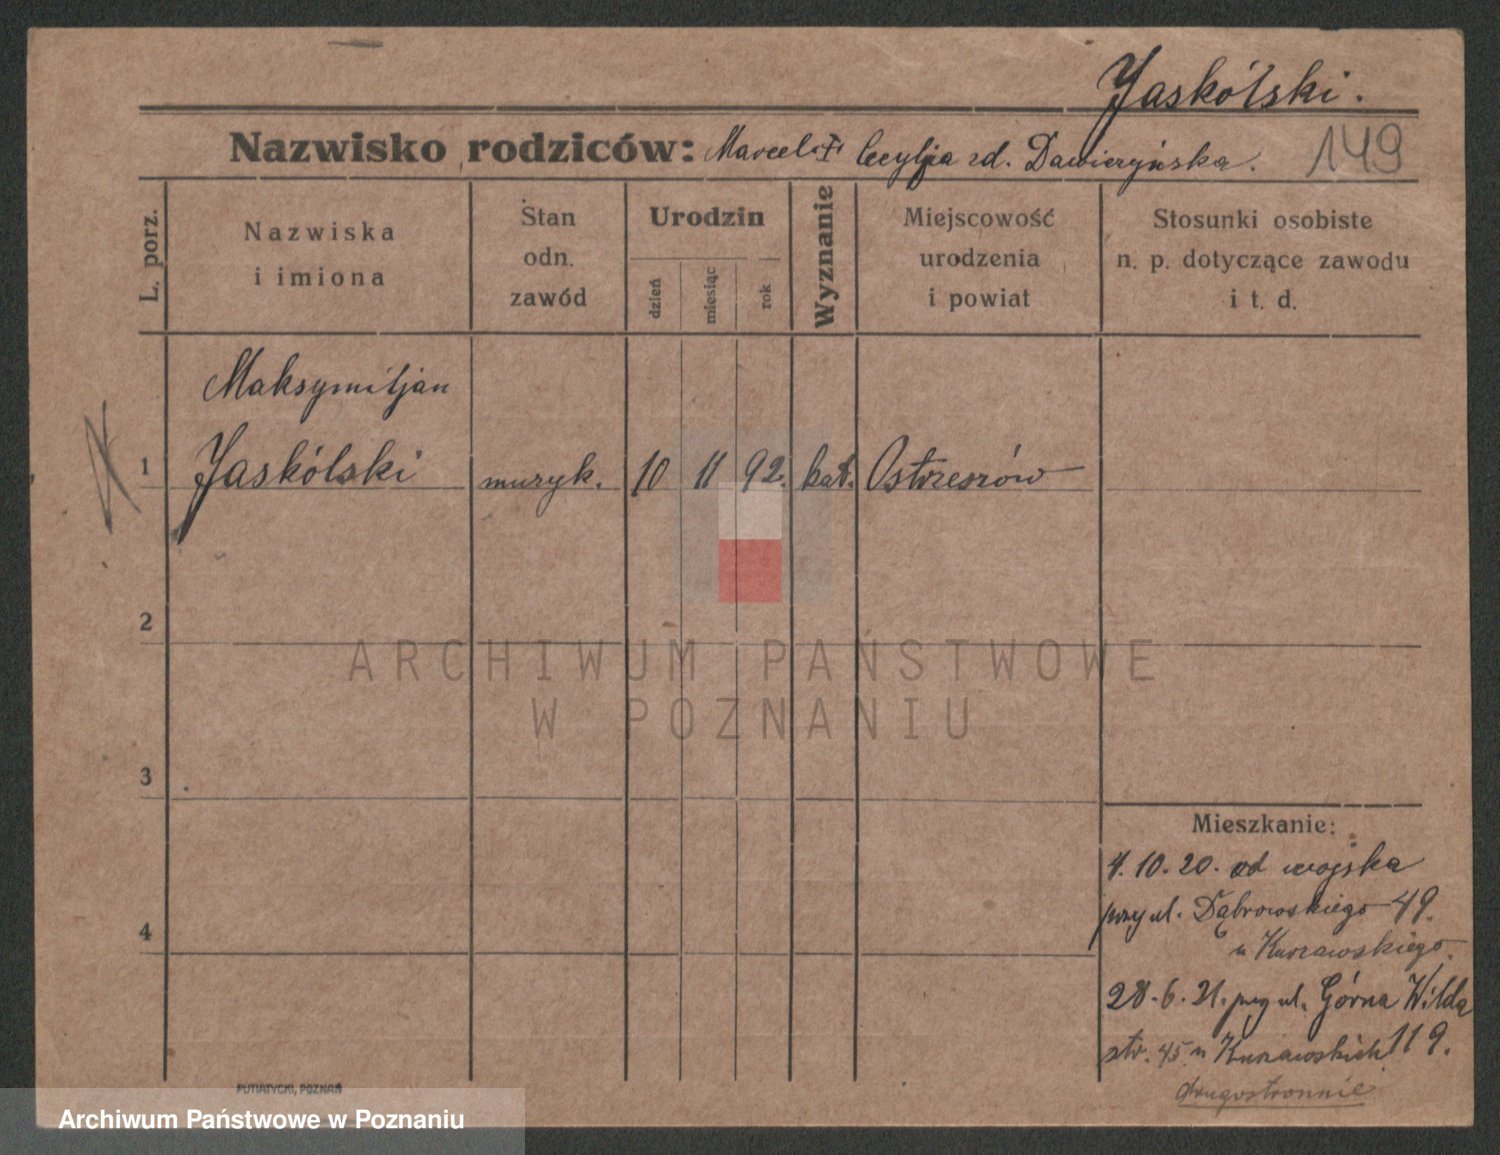 Jaskólski.
Nazwisko rodziców: Marcel + Cecylja zd. Dawierzyńska.
149
L. porz.
Nazwiska
i imiona
Stan
odn.
zawód
Urodzin
dzień
miesiąc
rok
Wyznanie
Miejscowość
urodzenia
i powiat
Stosunki osobiste
n. p. dotyczące zawodu
i t. d.
Maksymiljan
1 Jaskólski muzyk. 10 11 92. kat. Ostrzeszów
2
ARCHIWUM PAŃSTWOWE
W POZNANIU
3
4
Mieszkanie:
4. 10. 20. od wojska
przy ul. Dąbrowskiego 49.
u Kurzawskiego.
28. 6. 21. przy ul. Górna Wilda
str. 45 u Kurzawskich 119.
drugostronnie
PUTIATYCKI, POZNAŃ
Archiwum Państwowe w Poznaniu